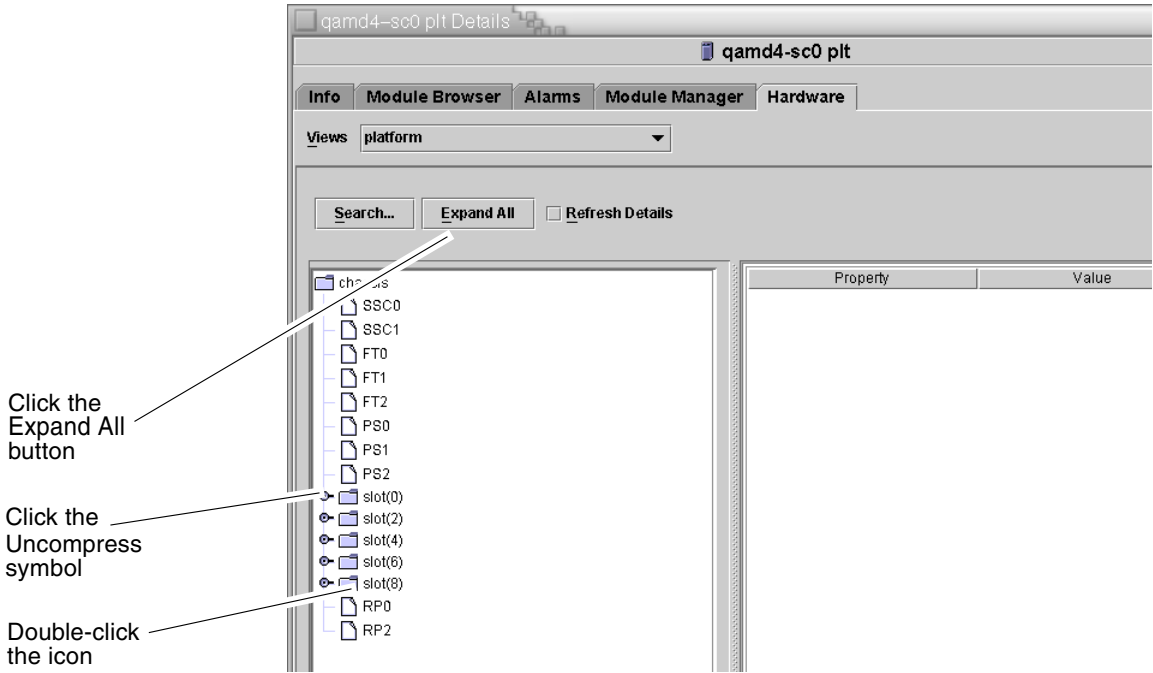 qamd4–sc0 plt Details
qamd4-sc0 plt
Info Module Browser Alarms Module Manager Hardware
Views platform
Search... Expand All Refresh Details
Property Value
SSC0
SSC1
FT0
FT1
FT2
PS0
PS1
PS2
slot(0)
slot(2)
slot(4)
slot(6)
slot(8)
RP0
RP2
Click the
Expand All
button
Click the
Uncompress
symbol
Double-click
the icon